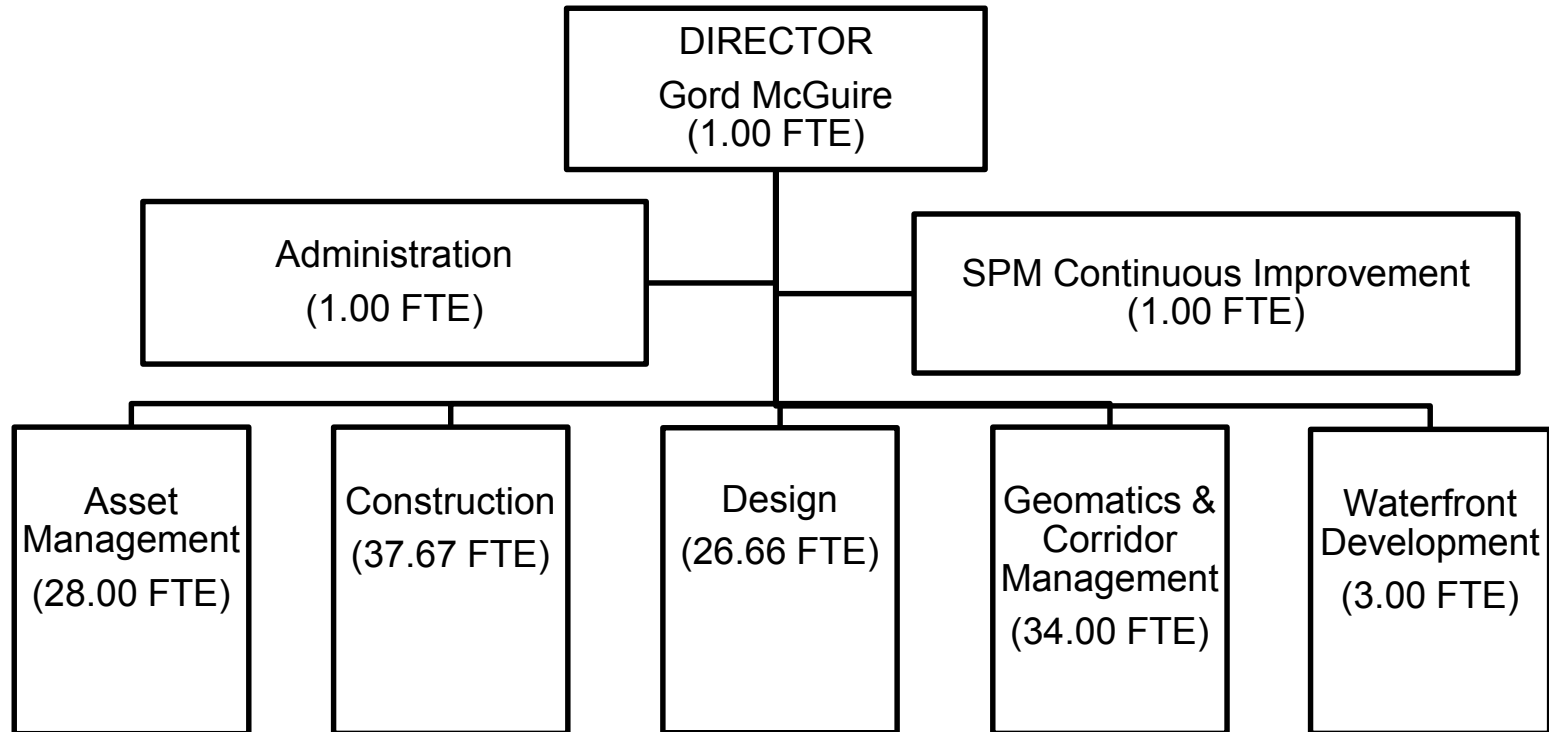 DIRECTOR
Gord McGuire
(1.00 FTE)
Administration
(1.00 FTE)
SPM Continuous Improvement
(1.00 FTE)
Asset
Management
(28.00 FTE)
Construction
(37.67 FTE)
Design
(26.66 FTE)
Geomatics &
Corridor
Management
(34.00 FTE)
Waterfront
Development
(3.00 FTE)